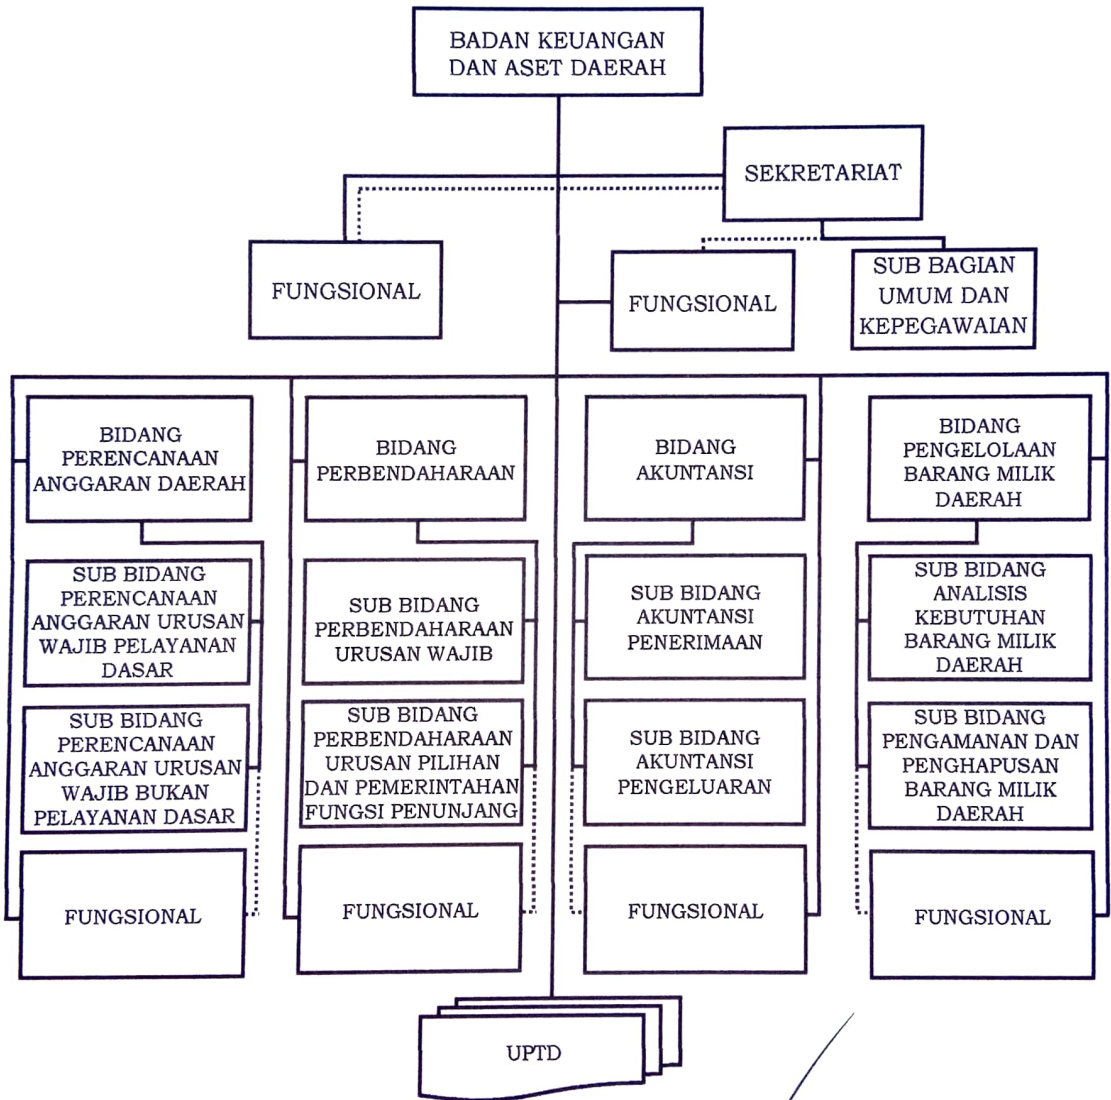 BADAN KEUANGAN
DAN ASET DAERAH
SEKRETARIAT
FUNGSIONAL
FUNGSIONAL
SUB BAGIAN
UMUM DAN
KEPEGAWAIAN
BIDANG
PERENCANAAN
ANGGARAN DAERAH
BIDANG
PERBENDAHARAAN
BIDANG
AKUNTANSI
BIDANG
PENGELOLAAN
BARANG MILIK
DAERAH
SUB BIDANG
PERENCANAAN
ANGGARAN URUSAN
WAJIB PELAYANAN
DASAR
SUB BIDANG
PERBENDAHARAAN
URUSAN WAJIB
SUB BIDANG
AKUNTANSI
PENERIMAAN
SUB BIDANG
ANALISIS
KEBUTUHAN
BARANG MILIK
DAERAH
SUB BIDANG
PERENCANAAN
ANGGARAN URUSAN
WAJIB BUKAN
PELAYANAN DASAR
SUB BIDANG
PERBENDAHARAAN
URUSAN PILIHAN
DAN PEMERINTAHAN
FUNGSI PENUNJANG
SUB BIDANG
AKUNTANSI
PENGELUARAN
SUB BIDANG
PENGAMANAN DAN
PENGHAPUSAN
BARANG MILIK
DAERAH
FUNGSIONAL
FUNGSIONAL
FUNGSIONAL
FUNGSIONAL
UPTD